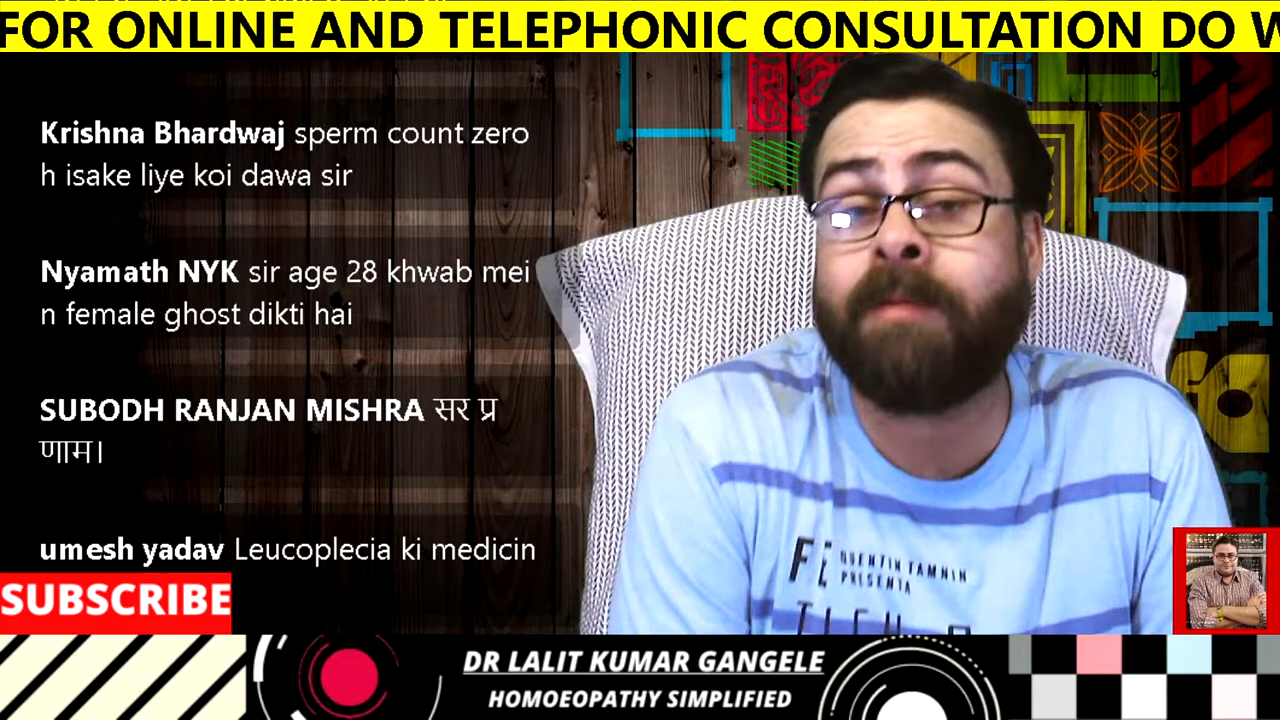 FOR ONLINE AND TELEPHONIC CONSULTATION DO
Krishna Bhardwaj sperm count zero
h isake liye koi dawa sir
Nyamath NYK sir age 28 khwab mei
n female ghost dikti hai
SUBODH RANJAN MISHRA सर प्र
णाम।
umesh yadav Leucoplecia ki medicin
SUBSCRIBE
DR LALIT KUMAR GANGELE
HOMOEOPATHY SIMPLIFIED